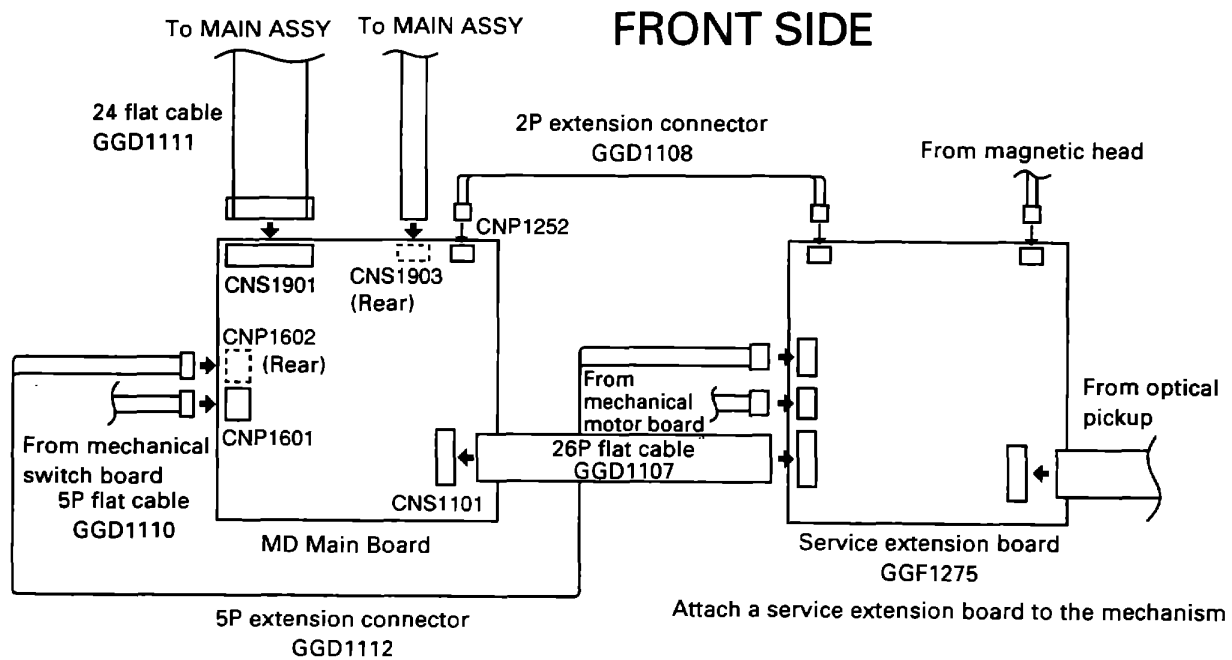 FRONT SIDE
To MAIN ASSY
To MAIN ASSY
24 flat cable
GGD1111
2P extension connector
GGD1108
From magnetic head
CNP1252
CNS1901
CNS1903
(Rear)
CNP1602
(Rear)
From
mechanical
motor board
From optical
pickup
CNP1601
From mechanical
switch board
5P flat cable
GGD1110
26P flat cable
GGD1107
CNS1101
MD Main Board
Service extension board
GGF1275
5P extension connector
GGD1112
Attach a service extension board to the mechanism